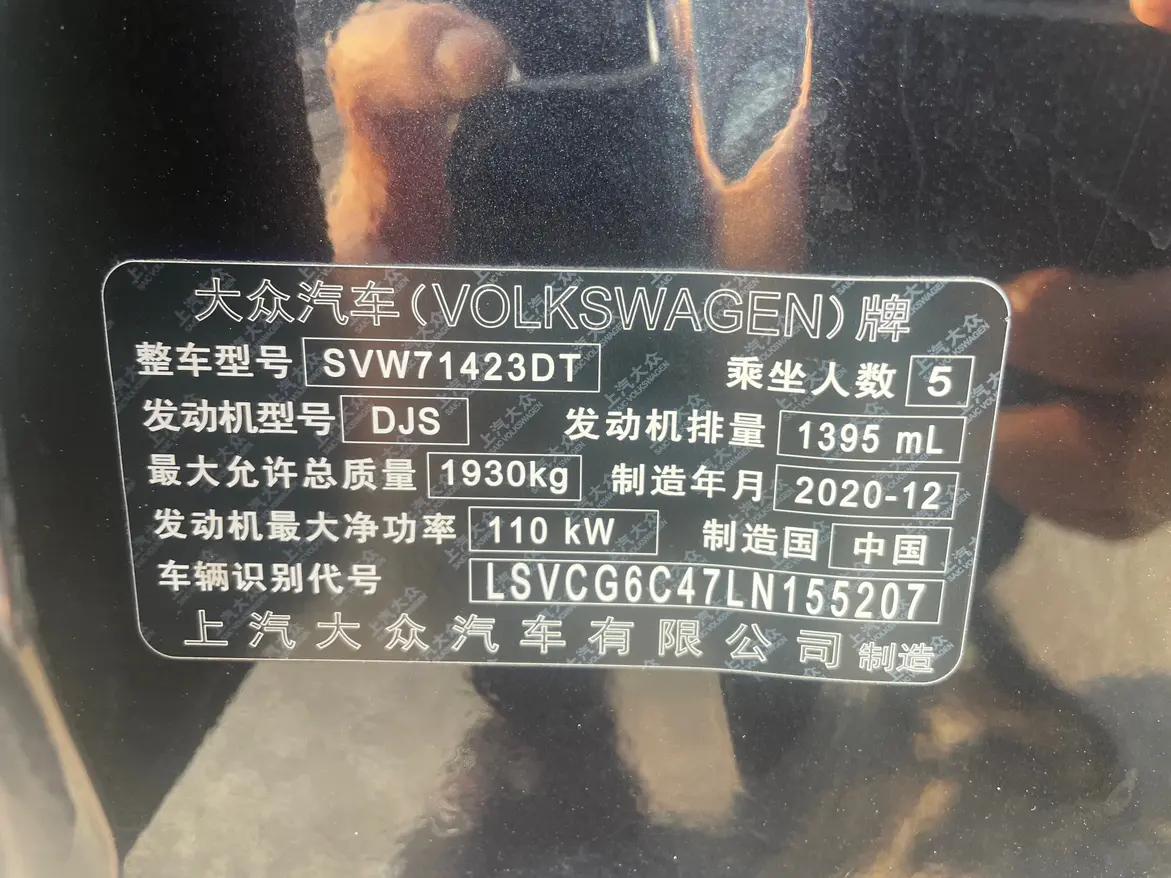 大众汽车(VOLKSWAGEN)牌
整车型号 SVW71423DT 乘坐人数 5
发动机型号 DJS 发动机排量 1395 mL
最大允许总质量 1930kg 制造年月 2020-12
发动机最大净功率 110 kW 制造国 中国
车辆识别代号 LSVCG6C47LN155207
上汽大众汽车有限公司 制造